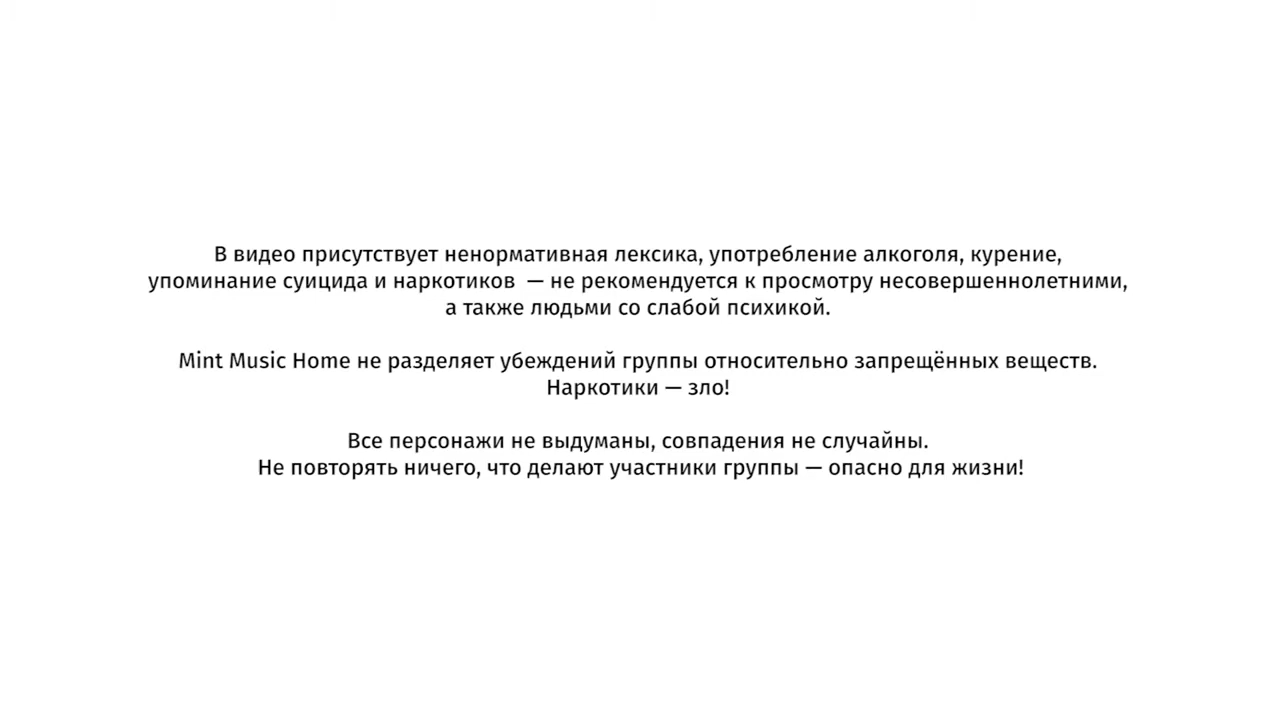 В видео присутствует ненормативная лексика, употребление алкоголя, курение,
упоминание суицида и наркотиков — не рекомендуется к просмотру несовершеннолетними,
а также людьми со слабой психикой.
Mint Music Home не разделяет убеждений группы относительно запрещённых веществ.
Наркотики — зло!
Все персонажи не выдуманы, совпадения не случайны.
Не повторять ничего, что делают участники группы — опасно для жизни!